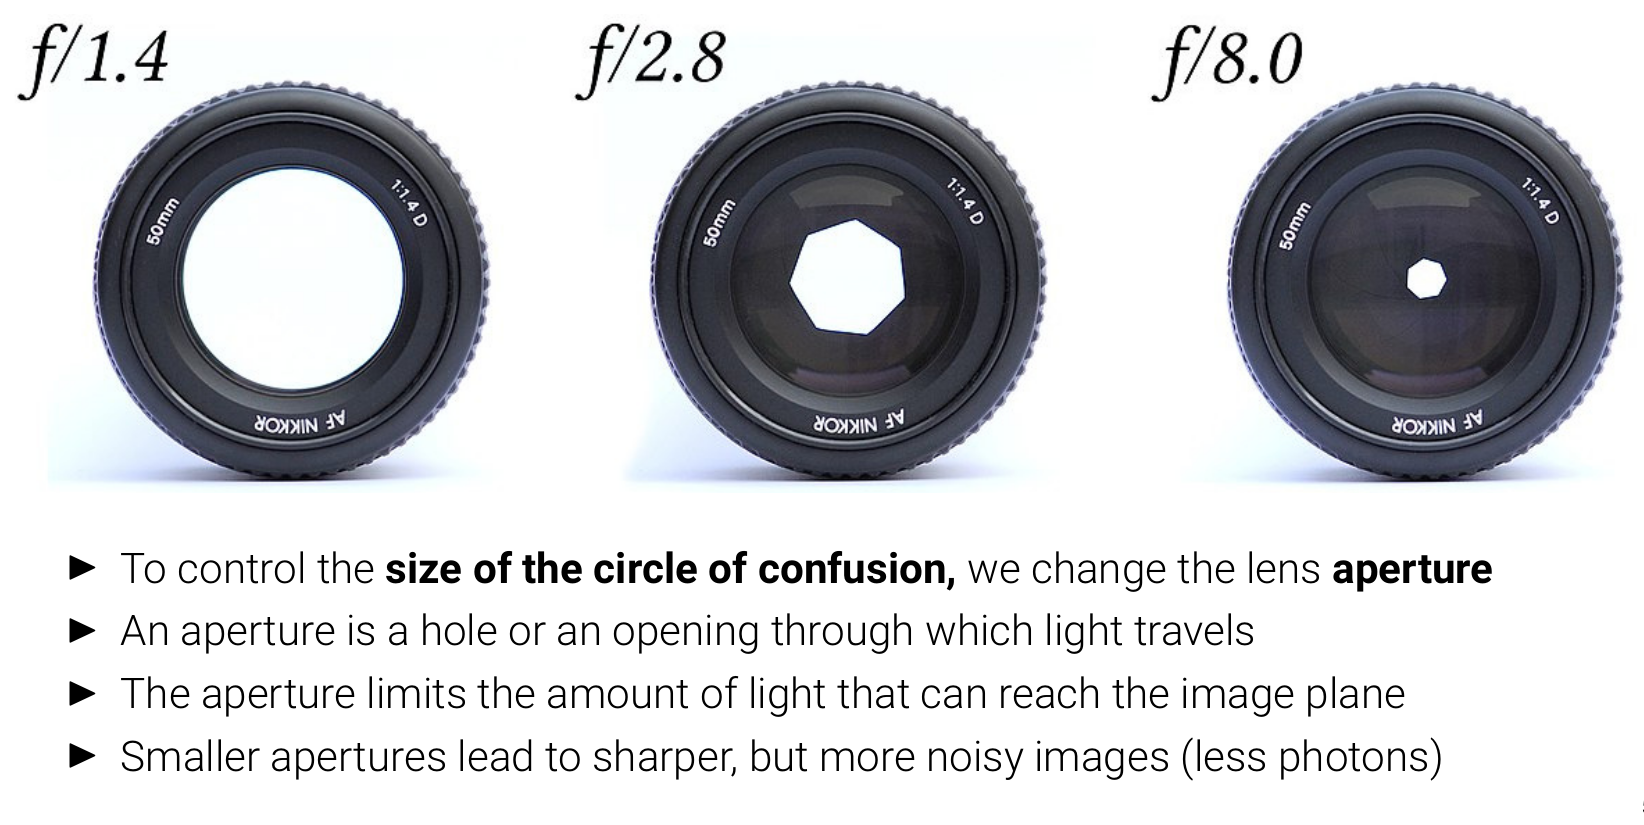 f/1.4
f/2.8
f/8.0
50mm
1:1.4 D
AF NIKKOR
50mm
1:1.4 D
AF NIKKOR
50mm
1:1.4 D
AF NIKKOR
► To control the size of the circle of confusion, we change the lens aperture
► An aperture is a hole or an opening through which light travels
► The aperture limits the amount of light that can reach the image plane
► Smaller apertures lead to sharper, but more noisy images (less photons)